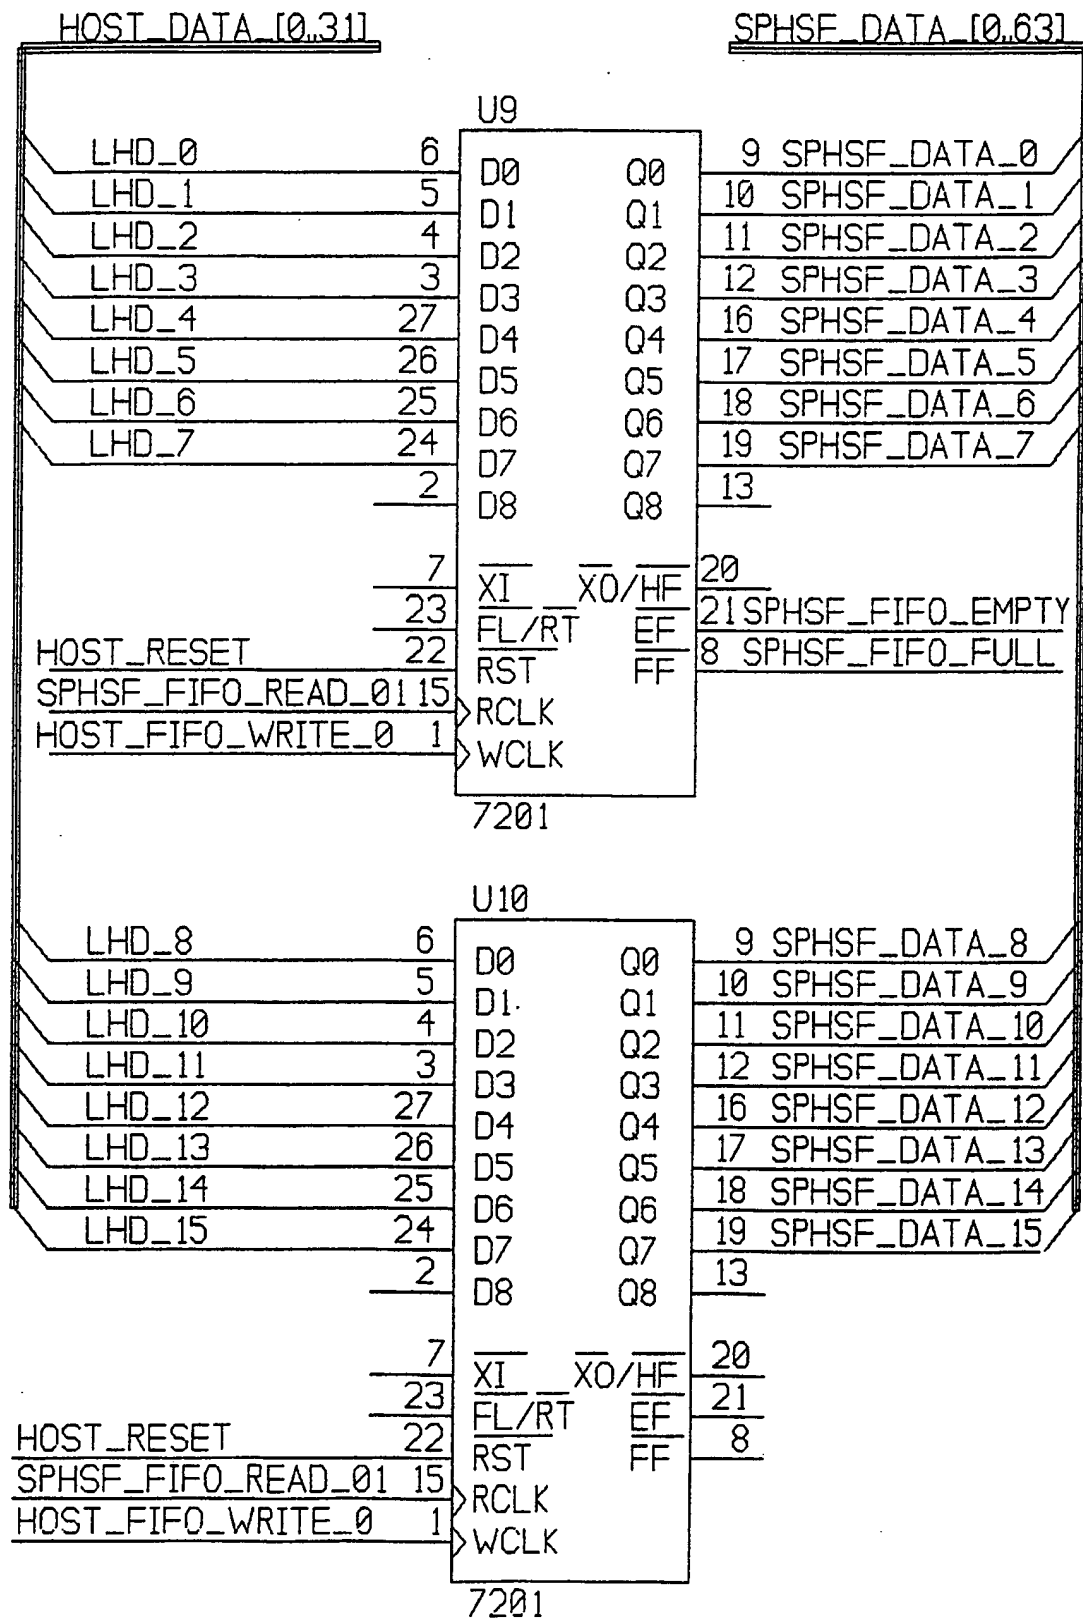 HOST_DATA_[0..31] SPHSF_DATA_[0..63]
U9
LHD_0 6 D0 Q0 9 SPHSF_DATA_0
LHD_1 5 D1 Q1 10 SPHSF_DATA_1
LHD_2 4 D2 Q2 11 SPHSF_DATA_2
LHD_3 3 D3 Q3 12 SPHSF_DATA_3
LHD_4 27 D4 Q4 16 SPHSF_DATA_4
LHD_5 26 D5 Q5 17 SPHSF_DATA_5
LHD_6 25 D6 Q6 18 SPHSF_DATA_6
LHD_7 24 D7 Q7 19 SPHSF_DATA_7
2 D8 Q8 13
7 XI XO/HF 20
23 FL/RT EF 21 SPHSF_FIFO_EMPTY
HOST_RESET 22 RST FF 8 SPHSF_FIFO_FULL
SPHSF_FIFO_READ_01 15 RCLK
HOST_FIFO_WRITE_0 1 WCLK
7201
U10
LHD_8 6 D0 Q0 9 SPHSF_DATA_8
LHD_9 5 D1 Q1 10 SPHSF_DATA_9
LHD_10 4 D2 Q2 11 SPHSF_DATA_10
LHD_11 3 D3 Q3 12 SPHSF_DATA_11
LHD_12 27 D4 Q4 16 SPHSF_DATA_12
LHD_13 26 D5 Q5 17 SPHSF_DATA_13
LHD_14 25 D6 Q6 18 SPHSF_DATA_14
LHD_15 24 D7 Q7 19 SPHSF_DATA_15
2 D8 Q8 13
7 XI XO/HF 20
23 FL/RT EF 21
HOST_RESET 22 RST FF 8
SPHSF_FIFO_READ_01 15 RCLK
HOST_FIFO_WRITE_0 1 WCLK
7201